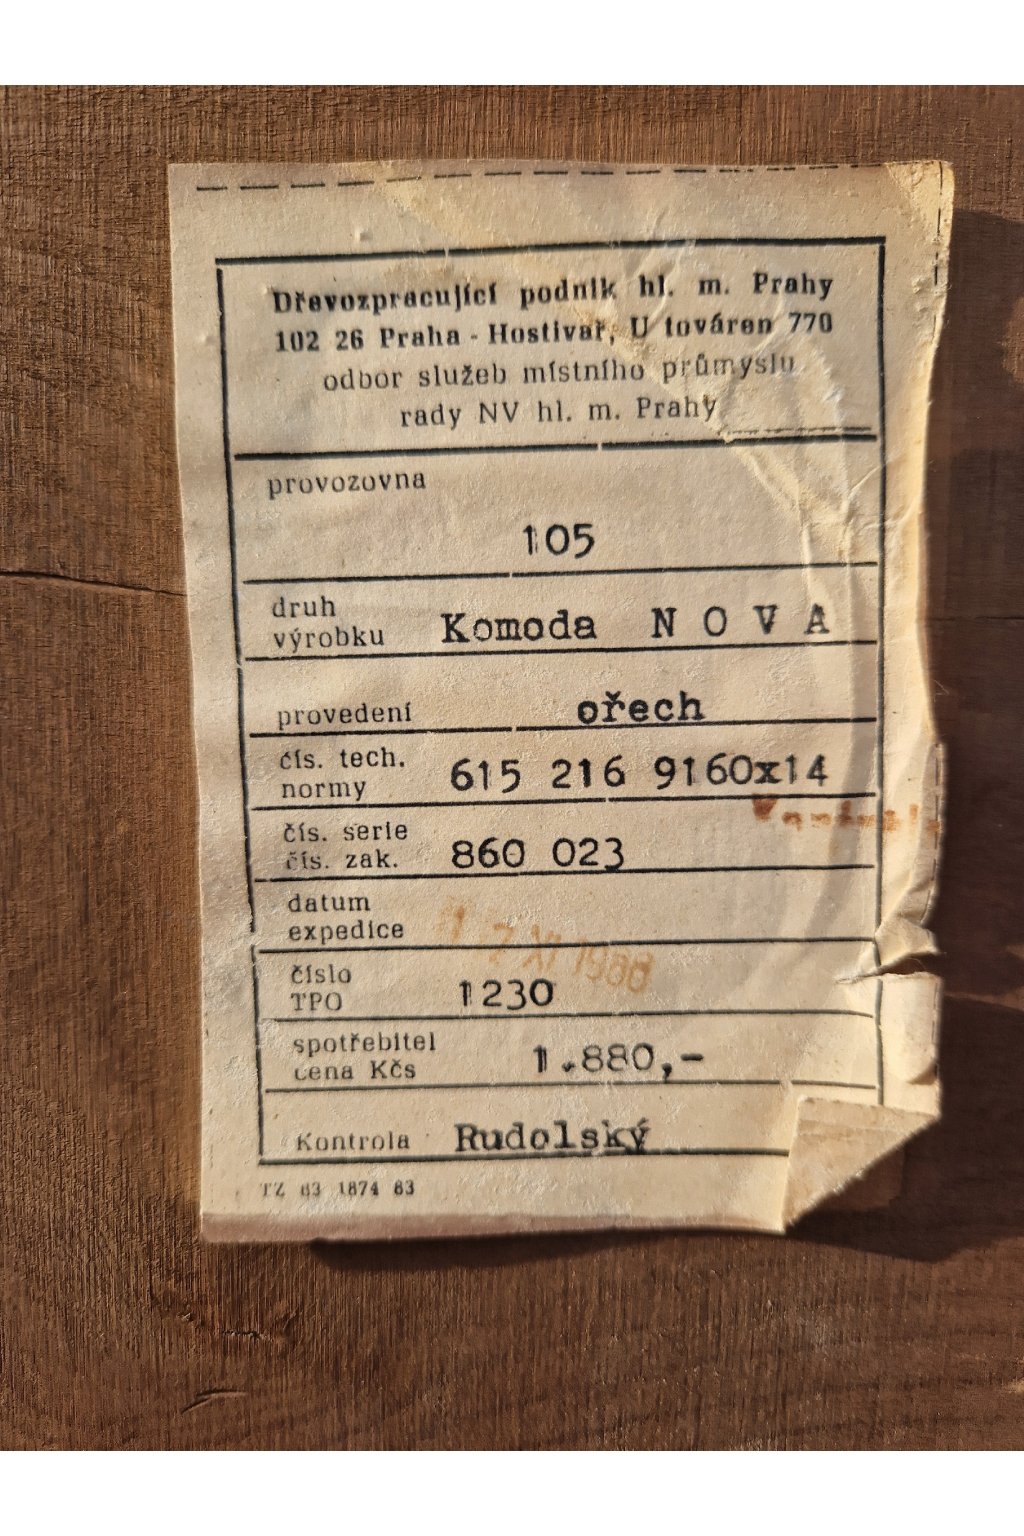 Dřevozpracující podnik hl. m. Prahy
102 26 Praha - Hostivař, U továren 770
odbor služeb místního průmyslu
rady NV hl. m. Prahy
provozovna
105
druh
výrobku Komoda N O V A
provedení ořech
čís. tech.
normy 615 216 9160x14
čís. serie
čís. zak. 860 023
datum
expedice XI 1986
číslo
TPO 1230
spotřebitel
cena Kčs 1.880,-
Kontrola Rudolský
TZ 63 1874 83